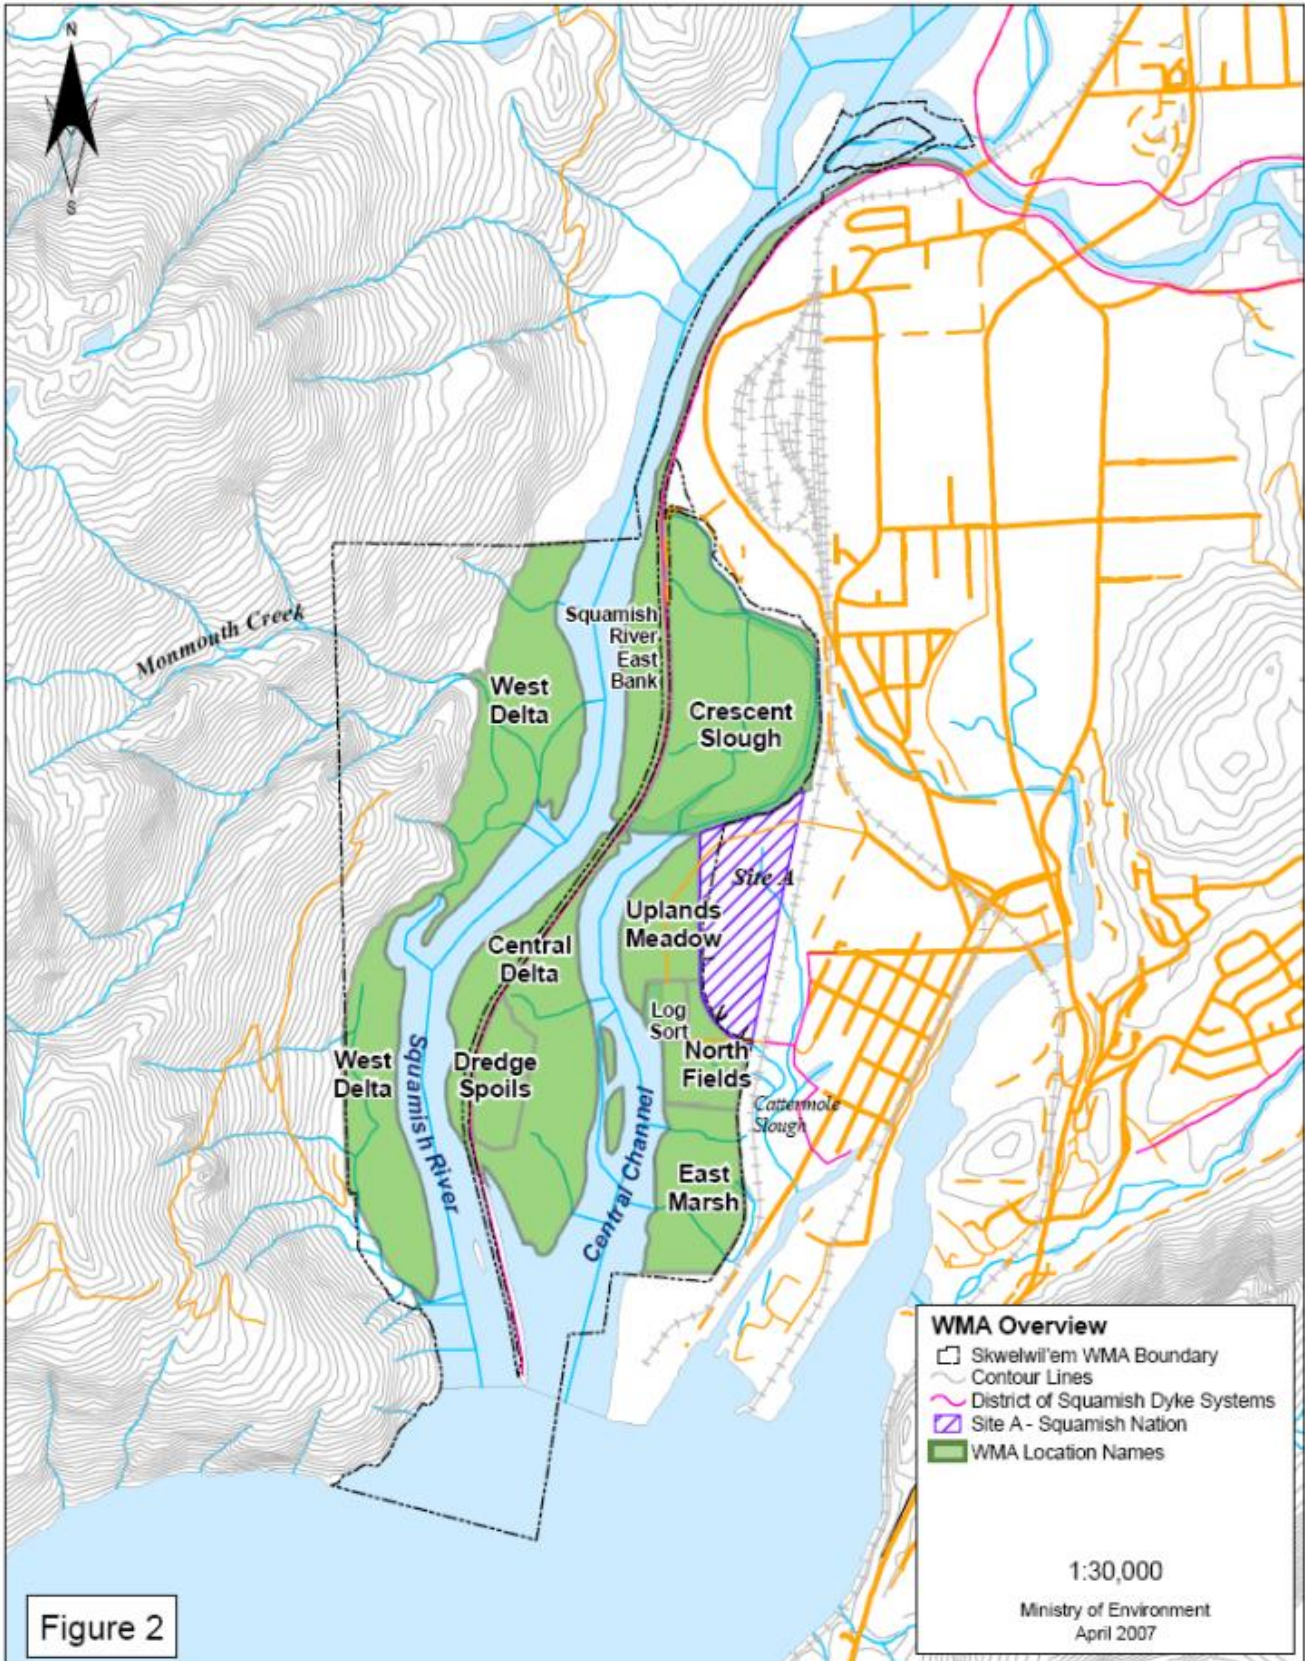 N
S
Monmouth Creek
Squamish
River
East
Bank
West
Delta
Crescent
Slough
Site A
Uplands
Meadow
Central
Delta
Log
Sort
North
Fields
West
Delta
Squamish River
Dredge
Spoils
Cattermole
Slough
Central Channel
East
Marsh
WMA Overview
Skwelwil'em WMA Boundary
Contour Lines
District of Squamish Dyke Systems
Site A - Squamish Nation
WMA Location Names
1:30,000
Ministry of Environment
April 2007
Figure 2